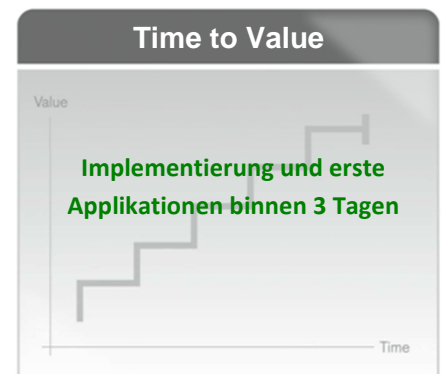 Time to Value
Value
Implementierung und erste
Applikationen binnen 3 Tagen
Time